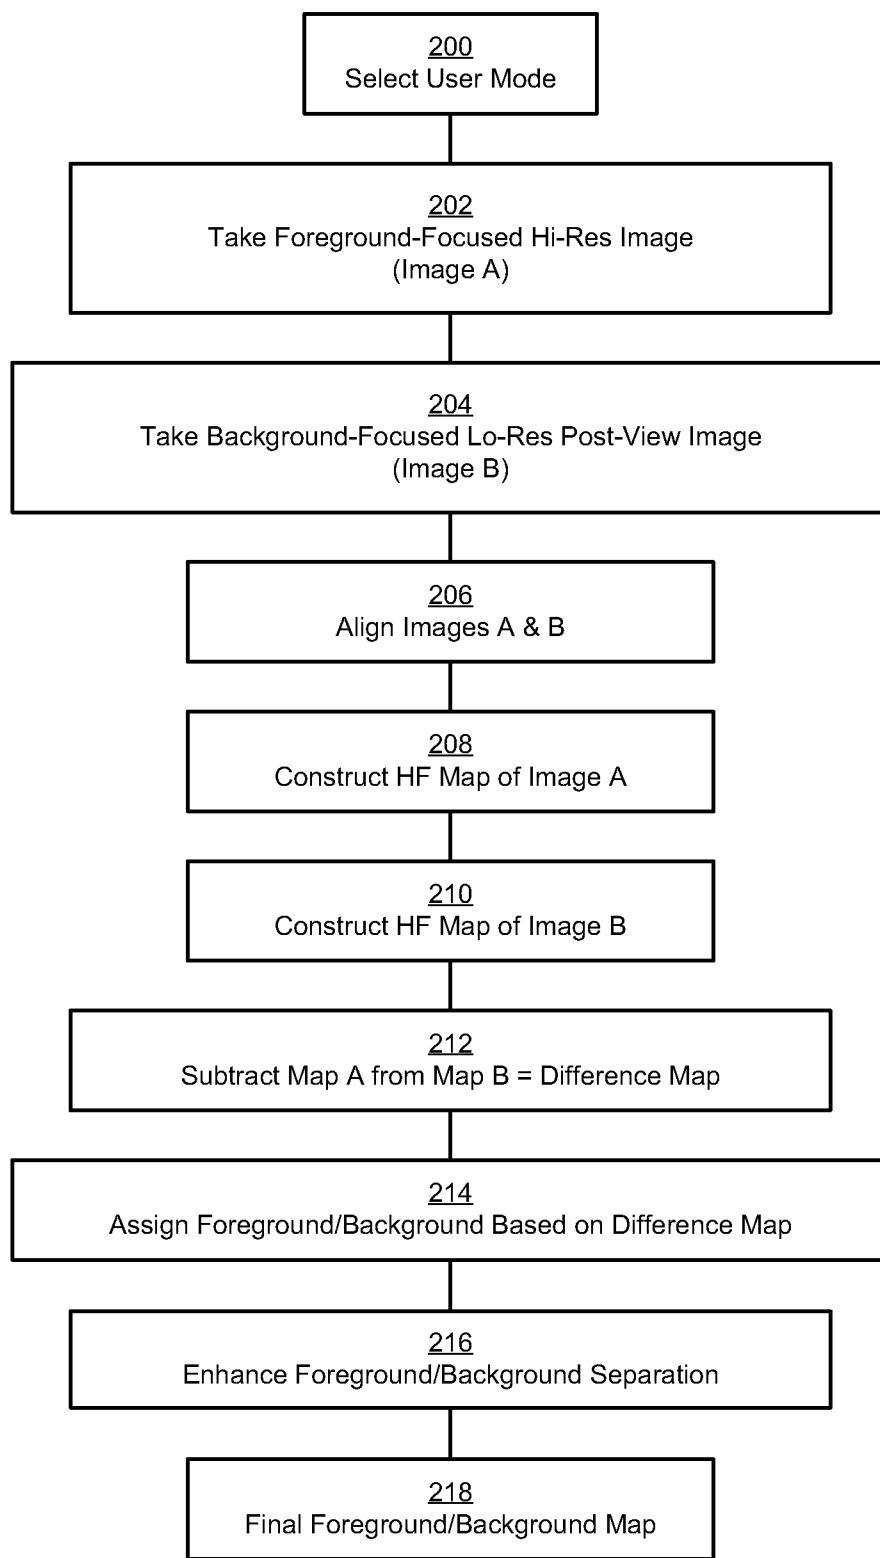 200
Select User Mode
202
Take Foreground-Focused Hi-Res Image
(Image A)
204
Take Background-Focused Lo-Res Post-View Image
(Image B)
206
Align Images A & B
208
Construct HF Map of Image A
210
Construct HF Map of Image B
212
Subtract Map A from Map B = Difference Map
214
Assign Foreground/Background Based on Difference Map
216
Enhance Foreground/Background Separation
218
Final Foreground/Background Map